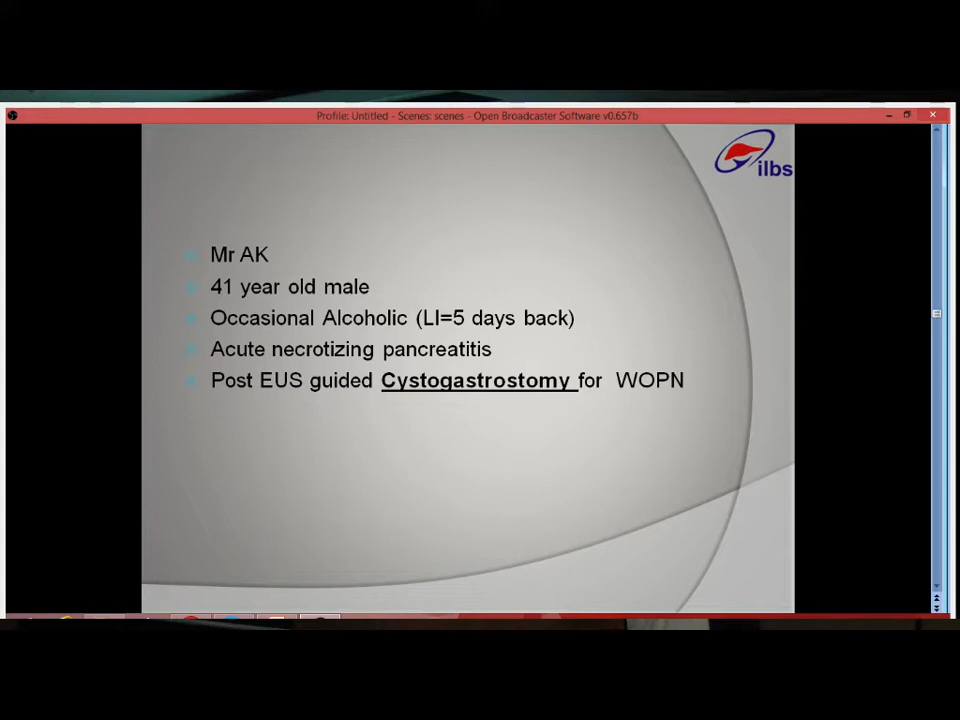 Profile: Untitled - Scenes: scenes - Open Broadcaster Software v0.657b
ilbs
Mr AK
41 year old male
Occasional Alcoholic (LI=5 days back)
Acute necrotizing pancreatitis
Post EUS guided Cystogastrostomy for WOPN